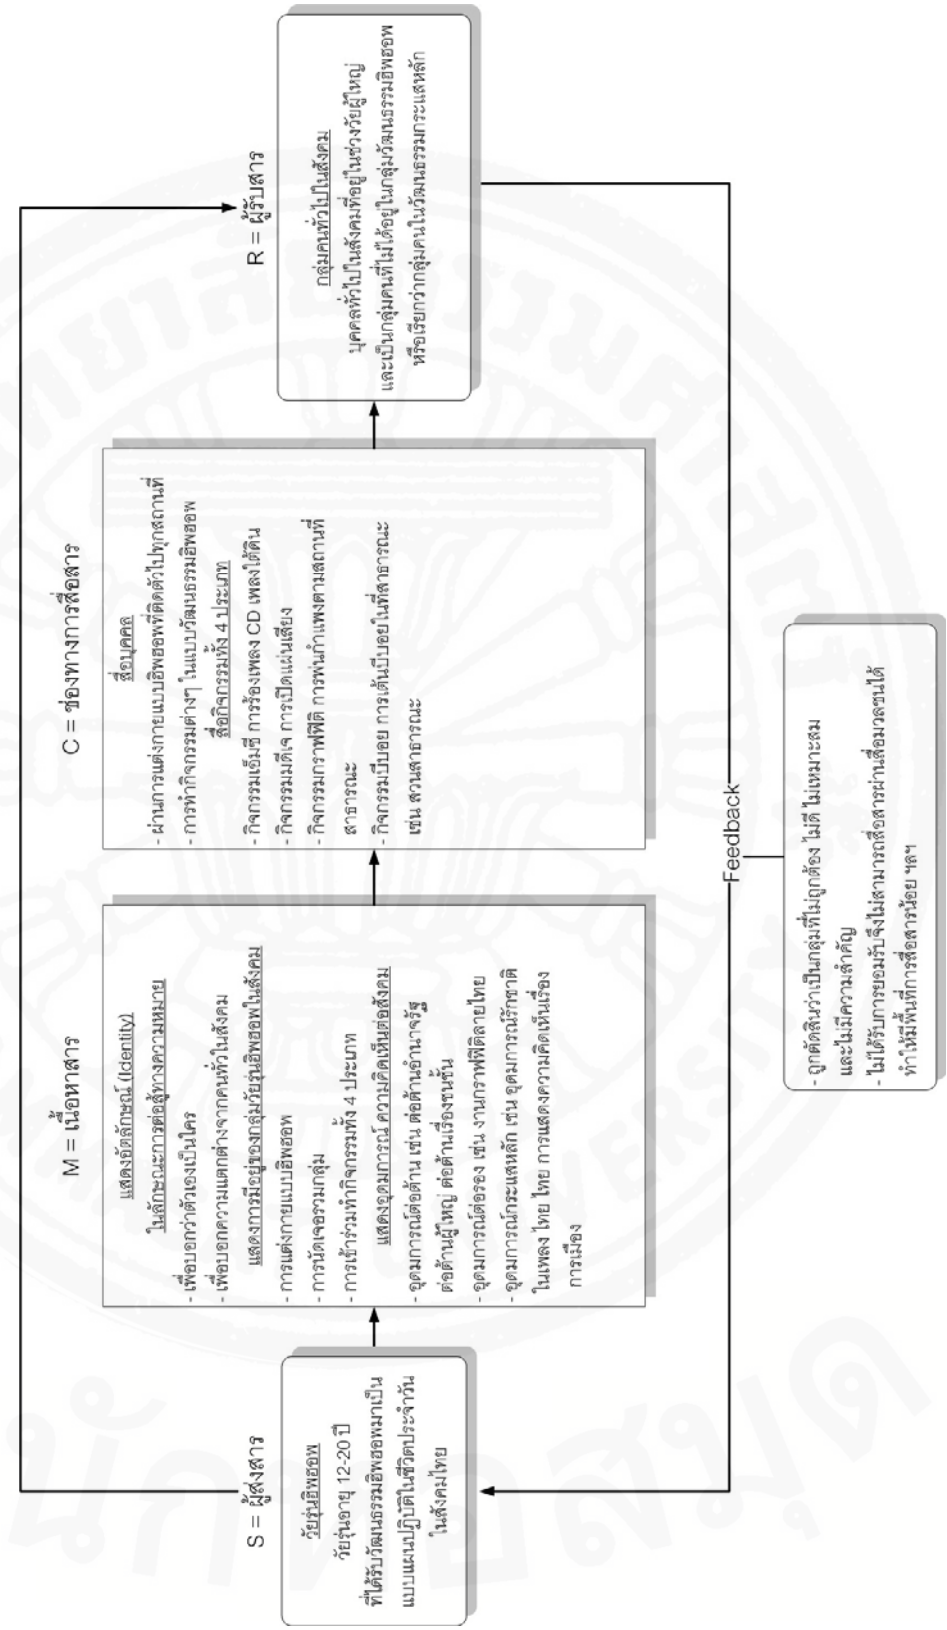 S = ผู้ส่งสาร
วัยรุ่นฮิพฮอพ
วัยรุ่นอายุ 12-20 ปี
ที่ได้รับวัฒนธรรมฮิพฮอพมาเป็น
แบบแผนปฏิบัติในชีวิตประจำวัน
ในสังคมไทย
M = เนื้อหาสาร
แสดงอัตลักษณ์ (Identity)
ในลักษณะการต่อสู้ทางความหมาย
- เพื่อบอกว่าตัวเองเป็นใคร
- เพื่อบอกความแตกต่างจากคนทั่วในสังคม
แสดงการมีอยู่ของกลุ่มวัยรุ่นฮิพฮอพในสังคม
- การแต่งกายแบบฮิพฮอพ
- การนัดเจอรวมกลุ่ม
- การเข้าร่วมทำกิจกรรมทั้ง 4 ประเภท
แสดงอุดมการณ์ ความคิดเห็นต่อสังคม
- อุดมการณ์ต่อต้าน เช่น ต่อต้านอำนาจรัฐ
ต่อต้านผู้ใหญ่ ต่อต้านเรื่องชนชั้น
- อุดมการณ์ต่อรอง เช่น งานกราฟฟิติลายไทย
- อุดมการณ์กระแสหลัก เช่น อุดมการณ์รักชาติ
ในเพลง ไทย ไทย การแสดงความคิดเห็นเรื่อง
การเมือง
C = ช่องทางการสื่อสาร
สื่อบุคคล
- ผ่านการแต่งกายแบบฮิพฮอพที่ติดตัวไปทุกสถานที่
- การทำกิจกรรมต่างๆ ในแบบวัฒนธรรมฮิพฮอพ
สื่อกิจกรรมทั้ง 4 ประเภท
- กิจกรรมเอ็มซี การร้องเพลง CD เพลงใต้ดิน
- กิจกรรมมดีเจ การเปิดแผ่นเสียง
- กิจกรรมกราฟฟิติ การพ่นกำแพงตามสถานที่
สาธารณะ
- กิจกรรมบีบอย การเต้นบีบอยในที่สาธารณะ
เช่น สวนสาธารณะ
R = ผู้รับสาร
กลุ่มคนทั่วไปในสังคม
บุคคลทั่วไปในสังคมที่อยู่ในช่วงวัยผู้ใหญ่
และเป็นกลุ่มคนที่ไม่ได้อยู่ในกลุ่มวัฒนธรรมฮิพฮอพ
หรือเรียกว่ากลุ่มคนในวัฒนธรรมกระแสหลัก
Feedback
- ถูกตัดสินว่าเป็นกลุ่มที่ไม่ถูกต้อง ไม่ดี ไม่เหมาะสม
และไม่มีความสำคัญ
- ไม่ได้รับการยอมรับจึงไม่สามารถสื่อสารผ่านสื่อมวลชนได้
ทำให้มีพื้นที่การสื่อสารน้อย ฯลฯ